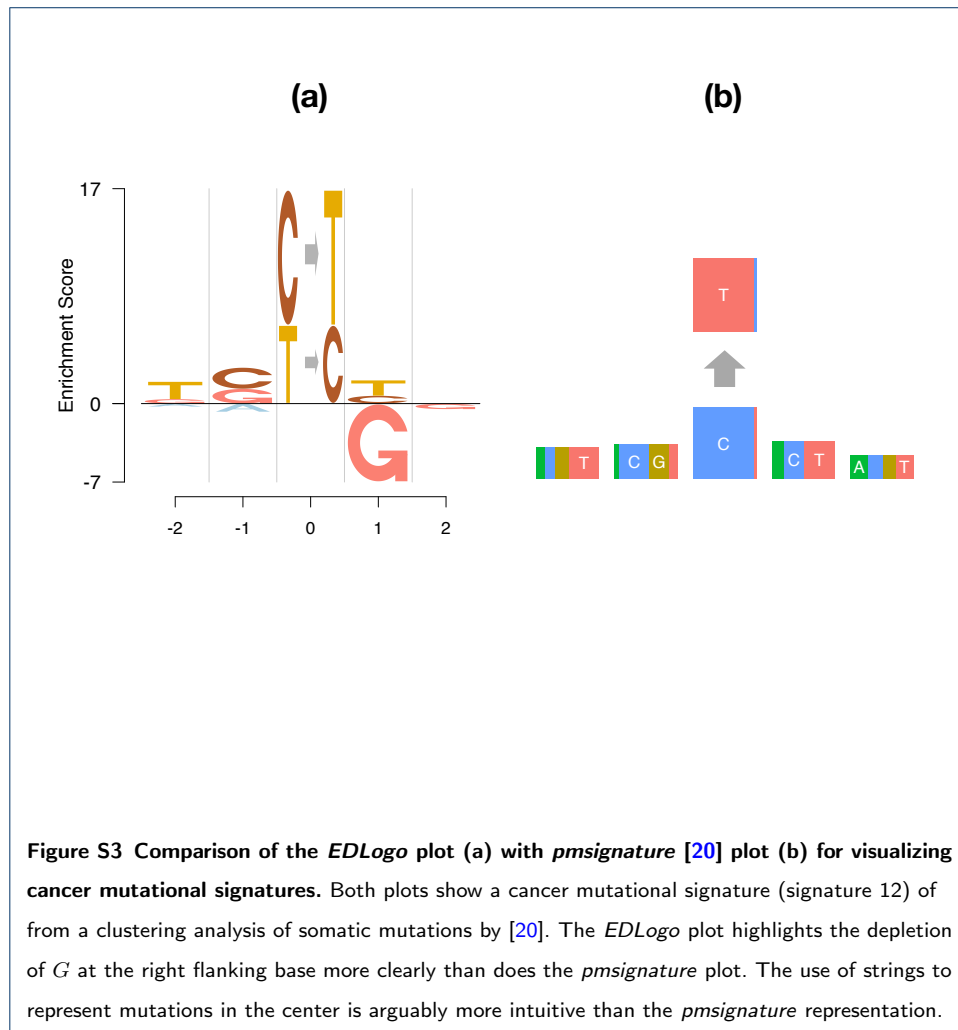 (a) (b)
17
C T
T
T C
Enrichment Score
T C G A T C
0
C
G
T C G C T A T
-7
-2 -1 0 1 2
Figure S3 Comparison of the EDLogo plot (a) with pmsignature [20] plot (b) for visualizing
cancer mutational signatures. Both plots show a cancer mutational signature (signature 12) of
from a clustering analysis of somatic mutations by [20]. The EDLogo plot highlights the depletion
of G at the right flanking base more clearly than does the pmsignature plot. The use of strings to
represent mutations in the center is arguably more intuitive than the pmsignature representation.